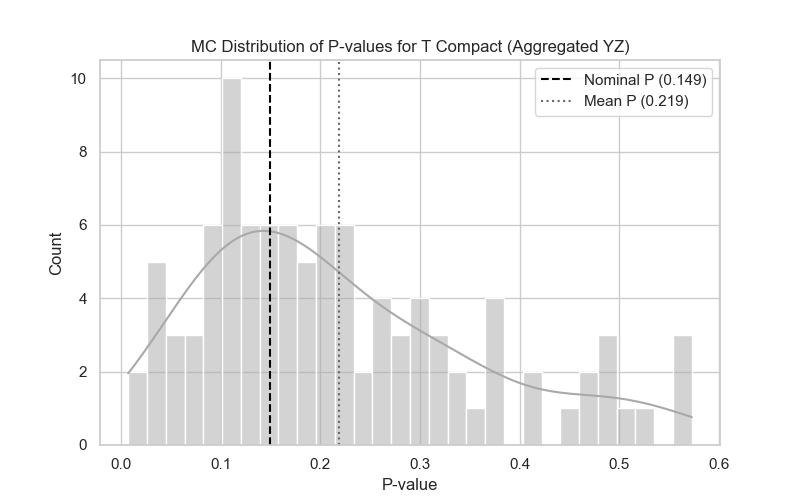 MC Distribution of P-values for T Compact (Aggregated YZ)
Nominal P (0.149)
Mean P (0.219)
10
8
6
4
2
0
Count
0.0 0.1 0.2 0.3 0.4 0.5 0.6
P-value